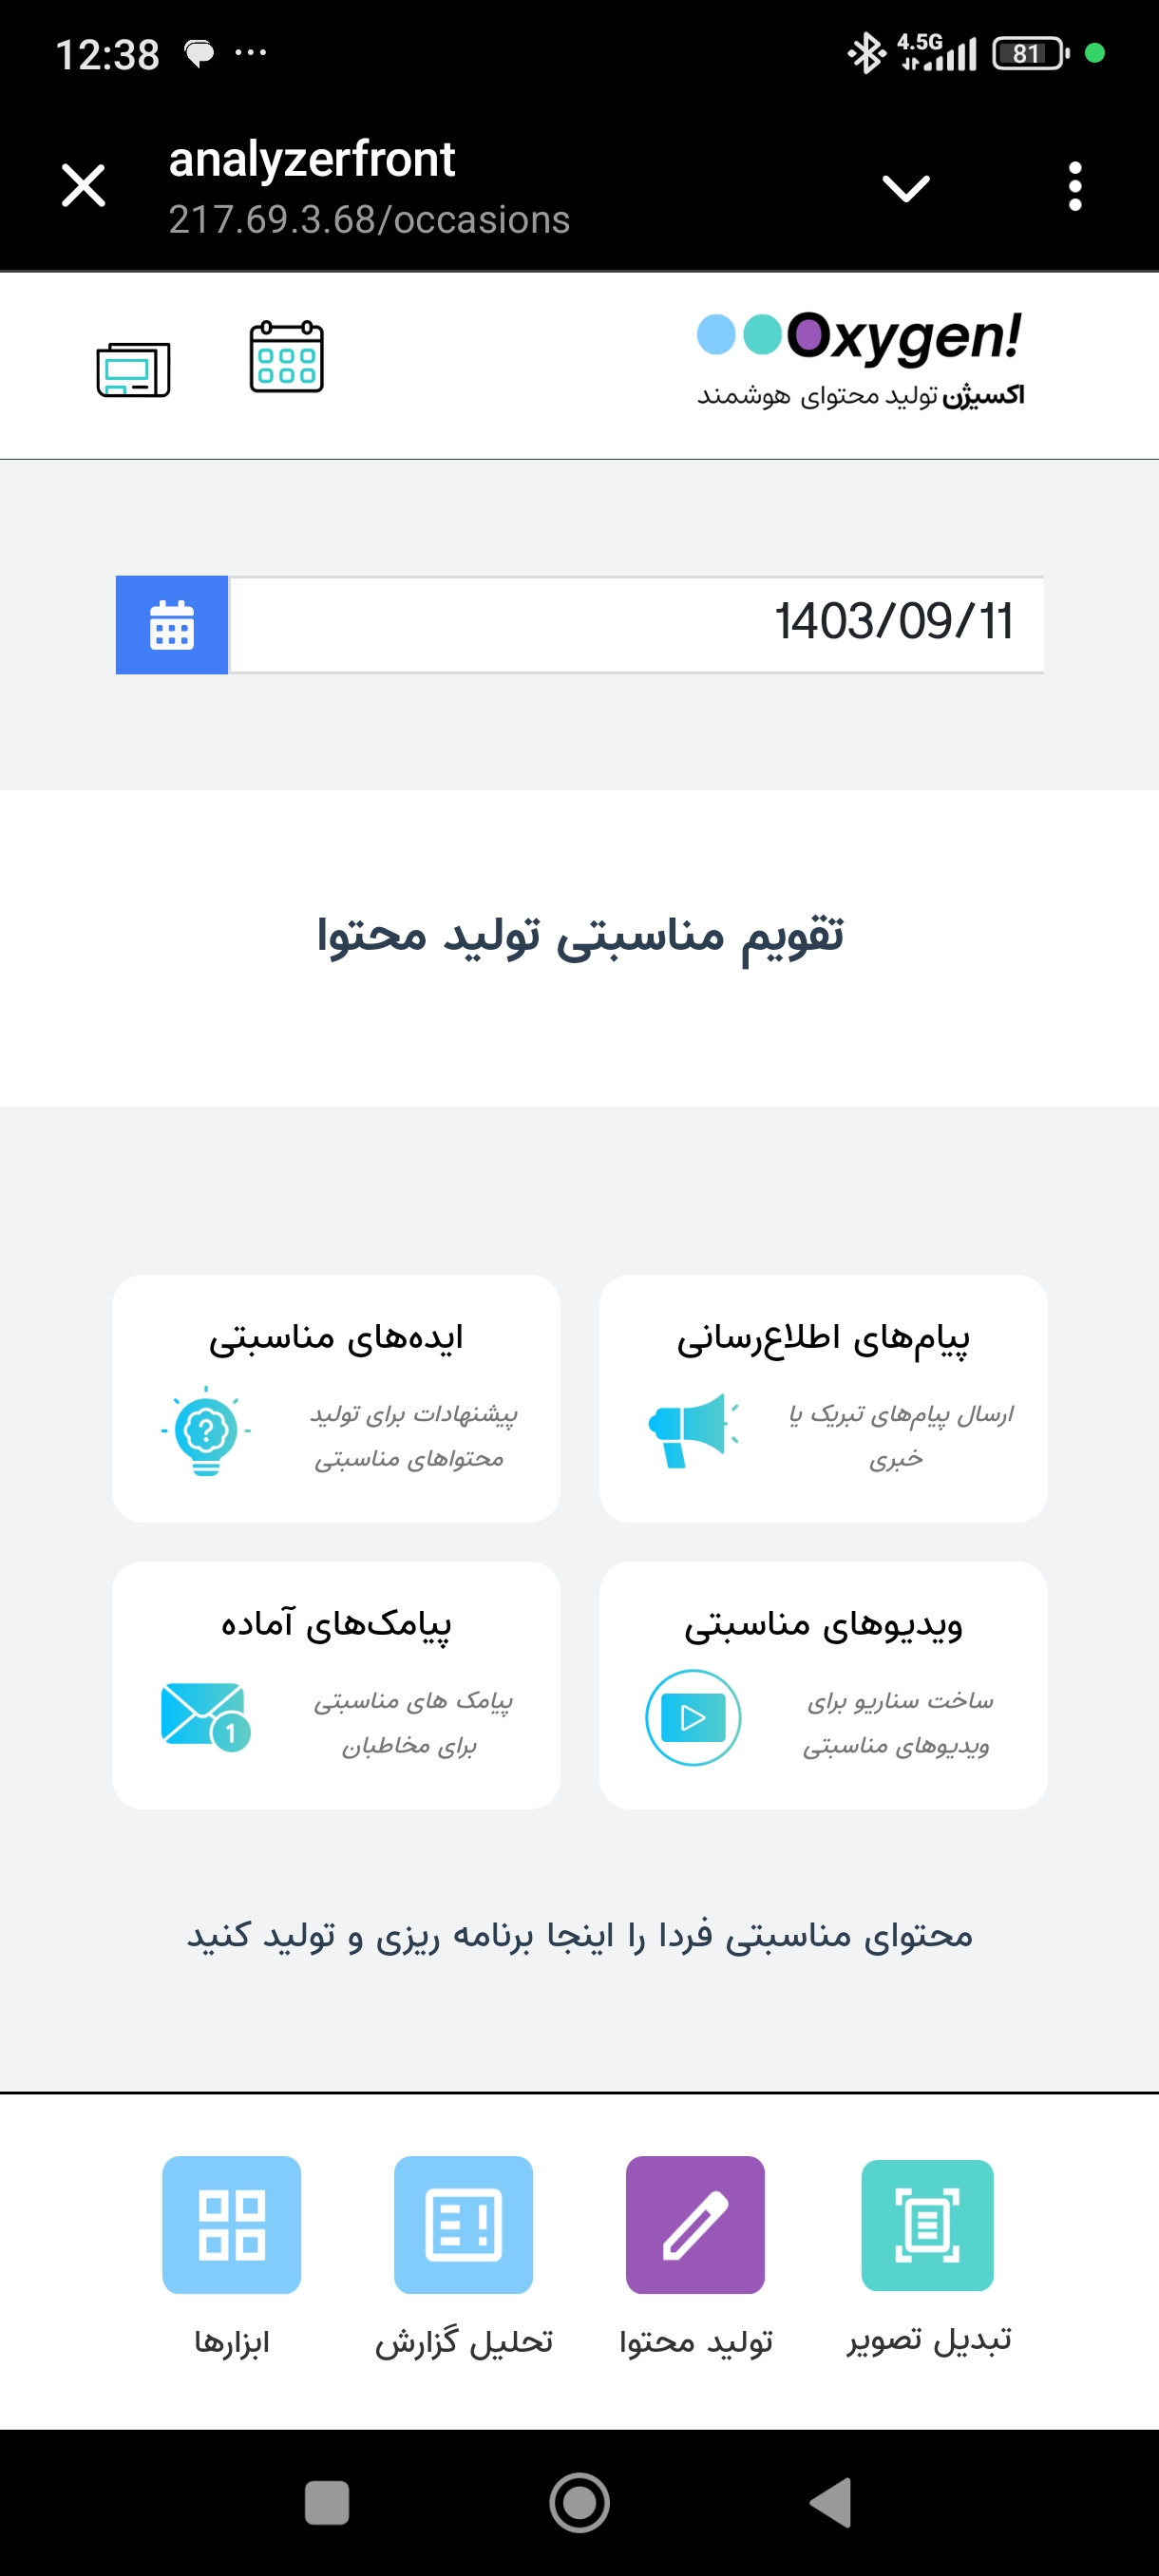 12:38
4.5G
81
analyzerfront
217.69.3.68/occasions
Oxygen!
اکسیژن تولید محتوای هوشمند
1403/09/11
تقویم مناسبتی تولید محتوا
پیام‌های اطلاع‌رسانی
ارسال پیام‌های تبریک یا
خبری
ایده‌های مناسبتی
?
پیشنهادات برای تولید
محتواهای مناسبتی
ویدیوهای مناسبتی
ساخت سناریو برای
ویدیوهای مناسبتی
پیامک‌های آماده
پیامک های مناسبتی
برای مخاطبان
1
محتوای مناسبتی فردا را اینجا برنامه ریزی و تولید کنید
تبدیل تصویر
تولید محتوا
تحلیل گزارش
ابزارها